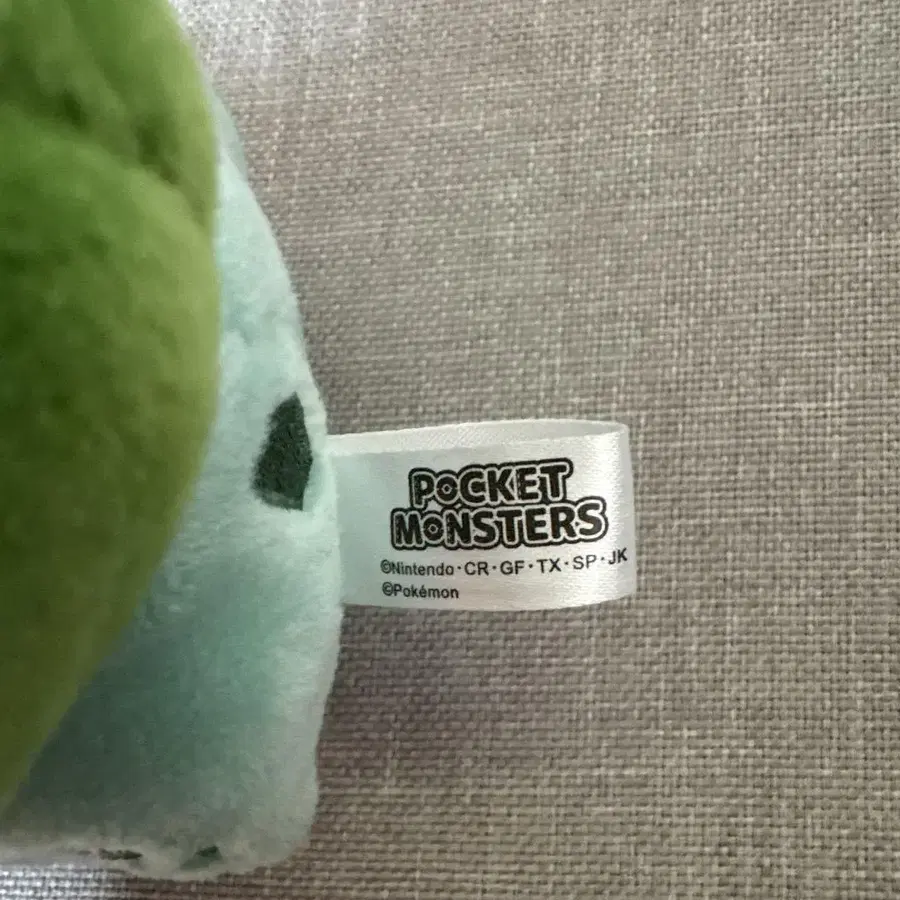 POCKET
MONSTERS
©Nintendo・CR・GF・TX・SP・JK
©Pokémon